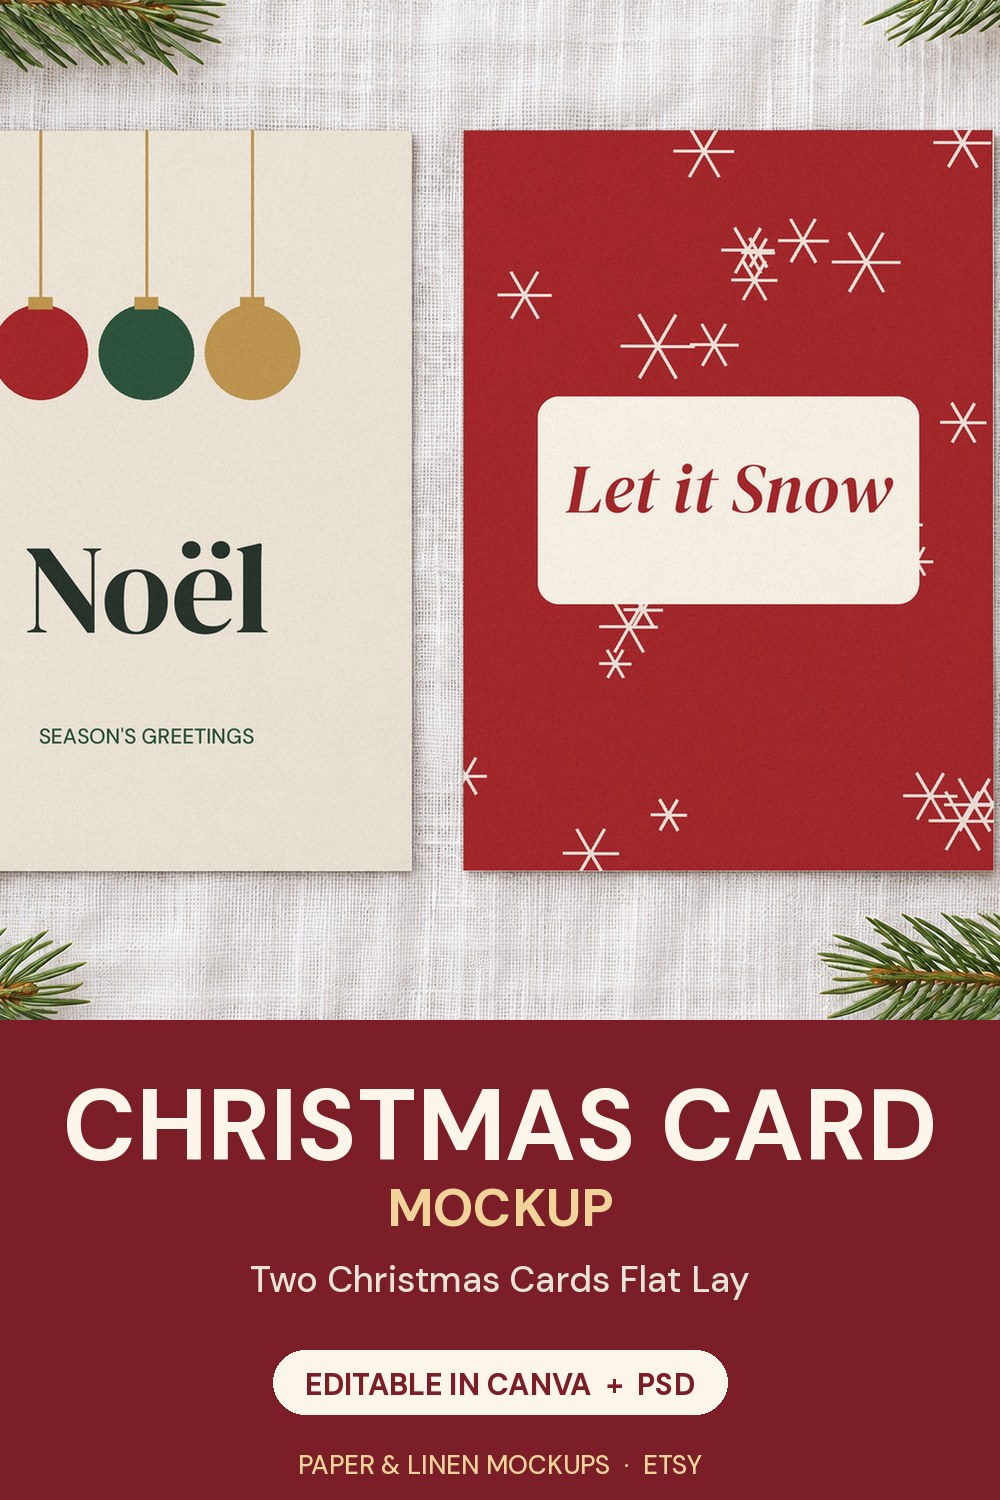 Noël
SEASON'S GREETINGS
Let it Snow
CHRISTMAS CARD
MOCKUP
Two Christmas Cards Flat Lay
EDITABLE IN CANVA + PSD
PAPER & LINEN MOCKUPS · ETSY